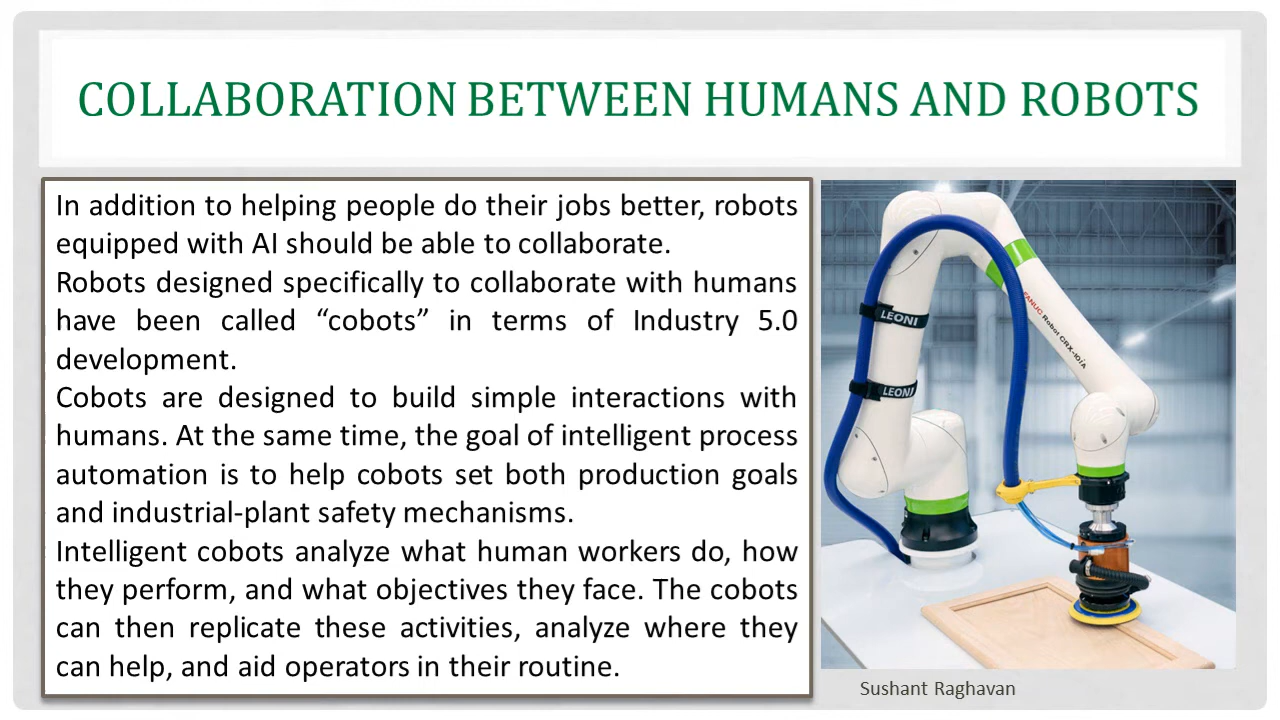 COLLABORATION BETWEEN HUMANS AND ROBOTS
In addition to helping people do their jobs better, robots
equipped with AI should be able to collaborate.
Robots designed specifically to collaborate with humans
have been called “cobots” in terms of Industry 5.0
development.
Cobots are designed to build simple interactions with
humans. At the same time, the goal of intelligent process
automation is to help cobots set both production goals
and industrial-plant safety mechanisms.
Intelligent cobots analyze what human workers do, how
they perform, and what objectives they face. The cobots
can then replicate these activities, analyze where they
can help, and aid operators in their routine.
LEONI
LEONI
FANUC Robot CRX-10iA
Sushant Raghavan